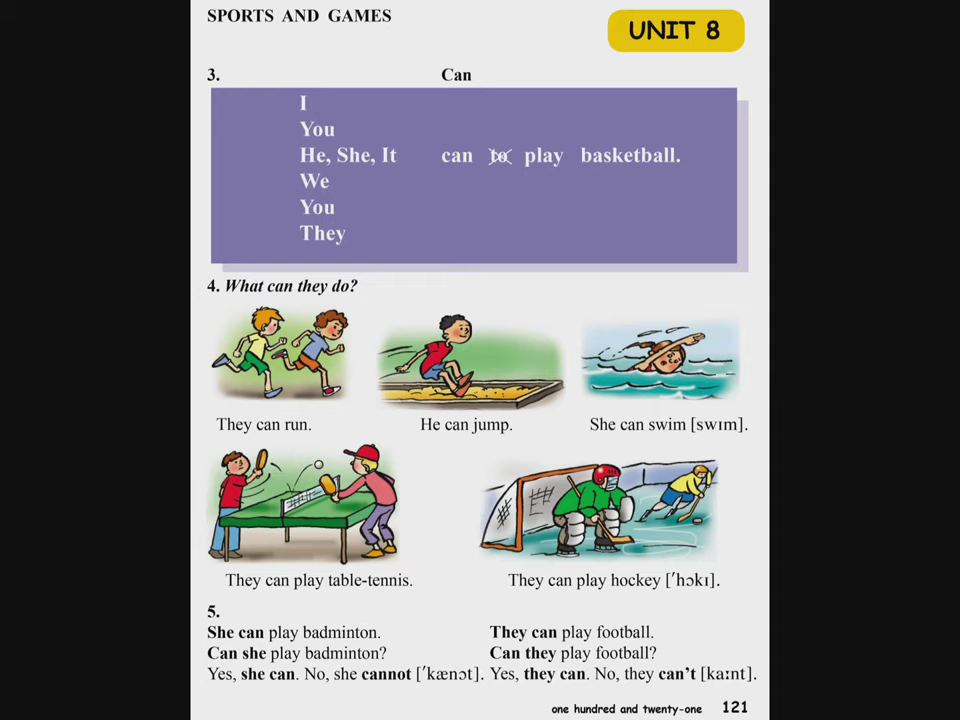 SPORTS AND GAMES
UNIT 8
3. Can
I
You
He, She, It can to play basketball.
We
You
They
4. What can they do?
They can run. He can jump. She can swim [swɪm].
They can play table-tennis. They can play hockey [ˈhɔkɪ].
5.
She can play badminton. They can play football.
Can she play badminton? Can they play football?
Yes, she can. No, she cannot [ˈkænɔt]. Yes, they can. No, they can't [kaɪnt].
one hundred and twenty-one 121